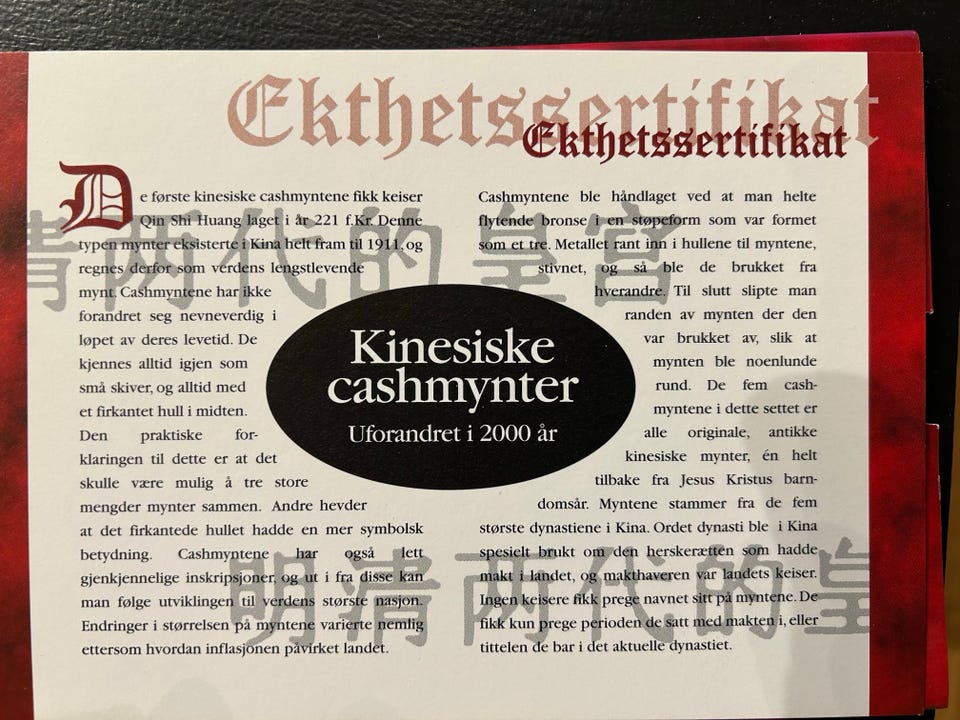 Ekthetssertifikat
Ekthetssertifikat
De første kinesiske cashmyntene fikk keiser
Qin Shi Huang laget i år 221 f.Kr. Denne
typen mynter eksisterte i Kina helt fram til 1911, og
regnes derfor som verdens lengstlevende
mynt. Cashmyntene har ikke
forandret seg nevneverdig i
løpet av deres levetid. De
kjennes alltid igjen som
små skiver, og alltid med
et firkantet hull i midten.
Den praktiske for-
klaringen til dette er at det
skulle være mulig å tre store
mengder mynter sammen. Andre hevder
at det firkantede hullet hadde en mer symbolsk
betydning. Cashmyntene har også lett
gjenkjennelige inskripsjoner, og ut i fra disse kan
man følge utviklingen til verdens største nasjon.
Endringer i størrelsen på myntene varierte nemlig
ettersom hvordan inflasjonen påvirket landet.
Kinesiske
cashmynter
Uforandret i 2000 år
Cashmyntene ble håndlaget ved at man helte
flytende bronse i en støpeform som var formet
som et tre. Metallet rant inn i hullene til myntene,
stivnet, og så ble de brukket fra
hverandre. Til slutt slipte man
randen av mynten der den
var brukket av, slik at
mynten ble noenlunde
rund. De fem cash-
myntene i dette settet er
alle originale, antikke
kinesiske mynter, én helt
tilbake fra Jesus Kristus barn-
domsår. Myntene stammer fra de fem
største dynastiene i Kina. Ordet dynasti ble i Kina
spesielt brukt om den herskerætten som hadde
makt i landet, og makthaveren var landets keiser.
Ingen keisere fikk prege navnet sitt på myntene. De
fikk kun prege perioden de satt med makten i, eller
tittelen de bar i det aktuelle dynastiet.
清两代的皇宫
明清两代的皇